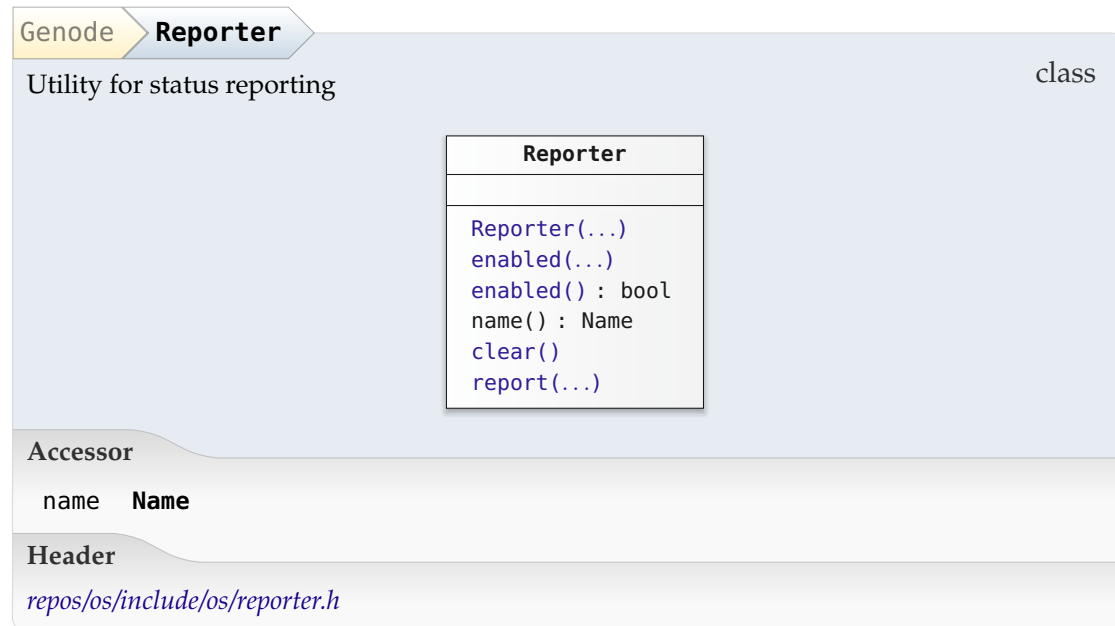 Genode Reporter
class
Utility for status reporting
Reporter
Reporter(...)
enabled(...)
enabled() : bool
name() : Name
clear()
report(...)
Accessor
name Name
Header
repos/os/include/os/reporter.h